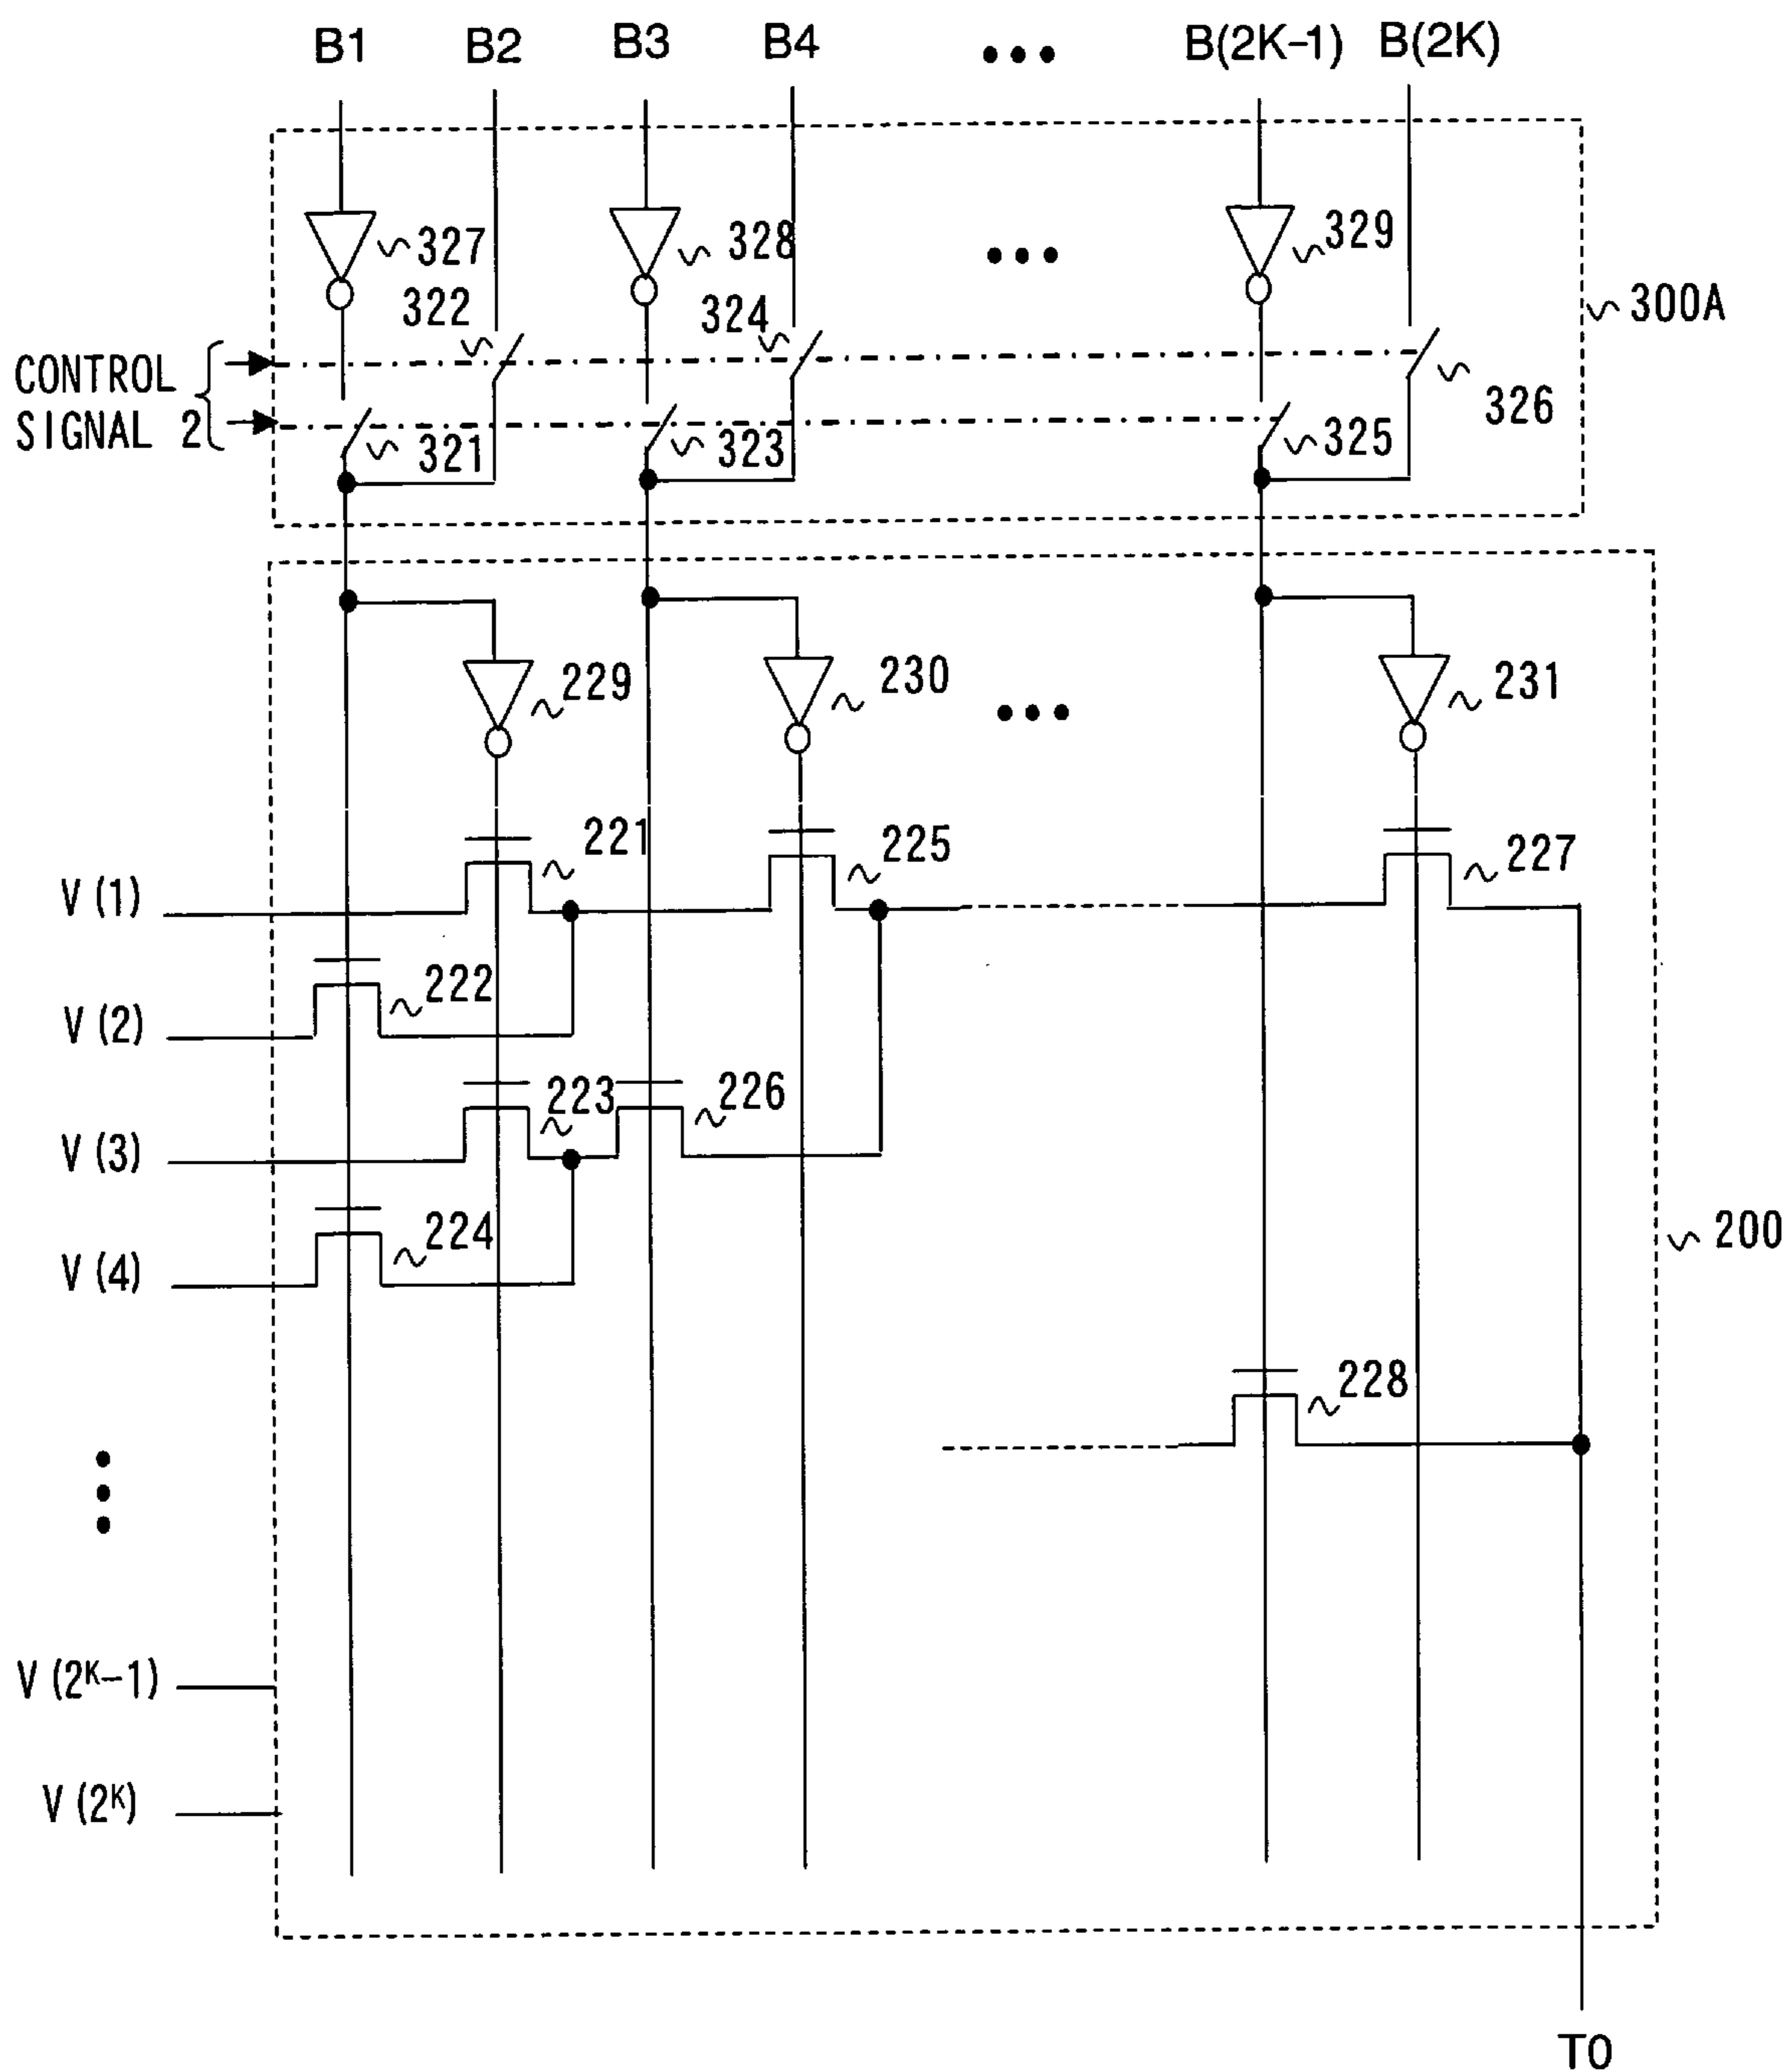 B1 B2 B3 B4 ••• B(2K-1) B(2K)
327 328 ••• 329
300A
322 324
CONTROL
SIGNAL 2
326
321 323 325
229 230 ••• 231
221 225 227
V(1)
222
V(2)
223 226
V(3)
224
V(4)
200
228
V(2ᴷ-1)
V(2ᴷ)
T0